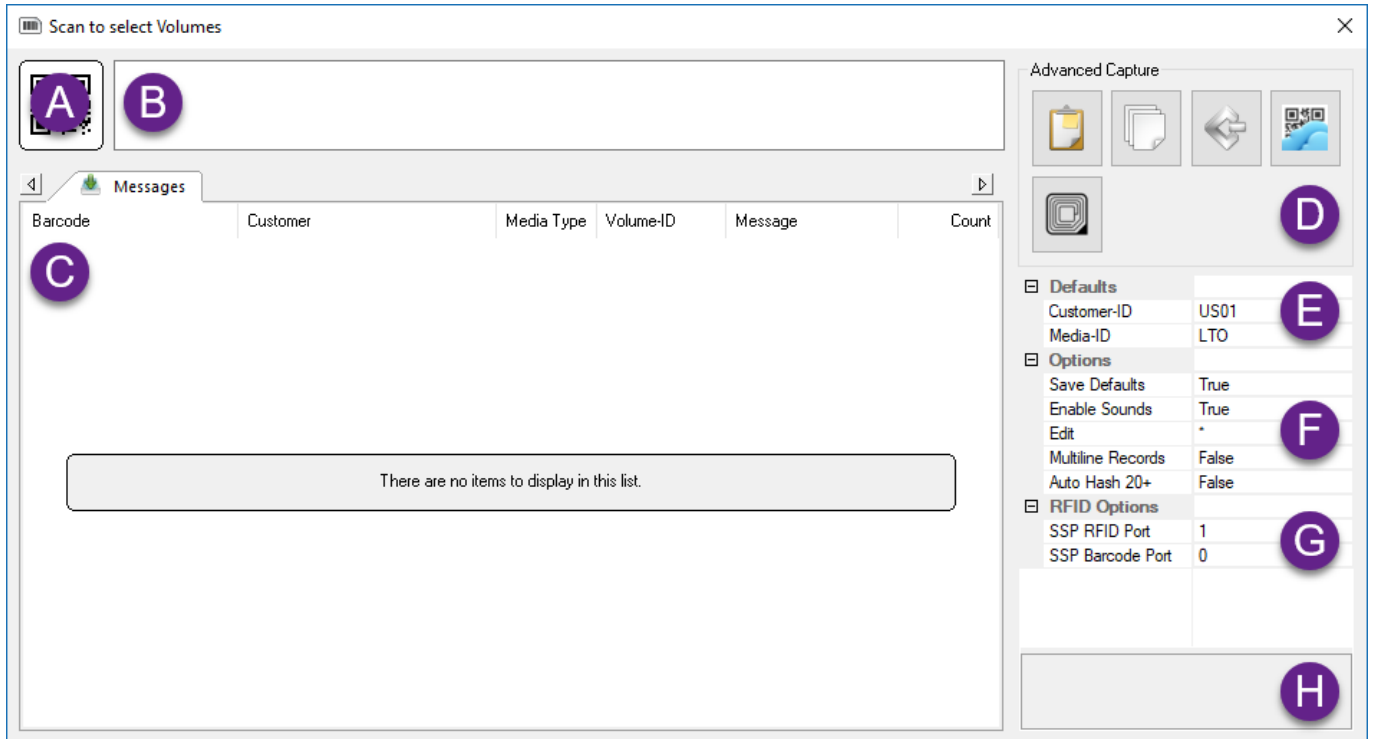 Scan to select Volumes
A
B
Advanced Capture
D
Messages
Barcode Customer Media Type Volume-ID Message Count
C
There are no items to display in this list.
Defaults
Customer-ID US01
Media-ID LTO
E
Options
Save Defaults True
Enable Sounds True
Edit *
Multiline Records False
Auto Hash 20+ False
F
RFID Options
SSP RFID Port 1
SSP Barcode Port 0
G
H